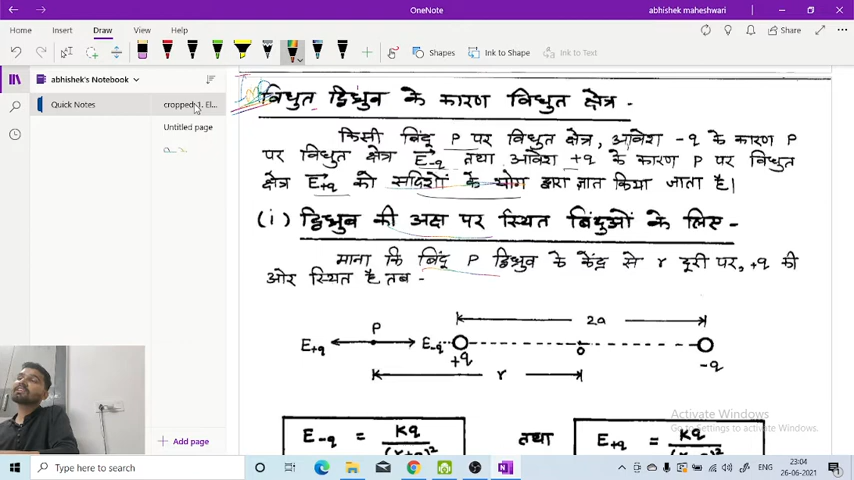 OneNote
abhishek maheshwari
Home Insert Draw View Help
Share
Shapes Ink to Shape Ink to Text
abhishek's Notebook
Quick Notes
cropped_1. El...
Untitled page
Add page
विधुत द्विध्रुव के कारण विधुत क्षेत्र -
किसी बिंदू P पर विधुत क्षेत्र, आवेश -q के कारण P
पर विधुत क्षेत्र E-q तथा आवेश +q के कारण P पर विधुत
क्षेत्र E+q को सदिशों के योग द्वारा ज्ञात किया जाता है।
(i) द्विध्रुव की अक्ष पर स्थित बिंदुओं के लिए -
माना कि बिंदू P द्विध्रुव के केंद्र से r दूरी पर, +q की
ओर स्थित है तब -
2a
P
E+q E-q
+q O -q
r
Activate Windows
Go to Settings to activate Windows.
E-q = Kq तथा E+q = Kq
Type here to search
ENG
23:04
26-06-2021